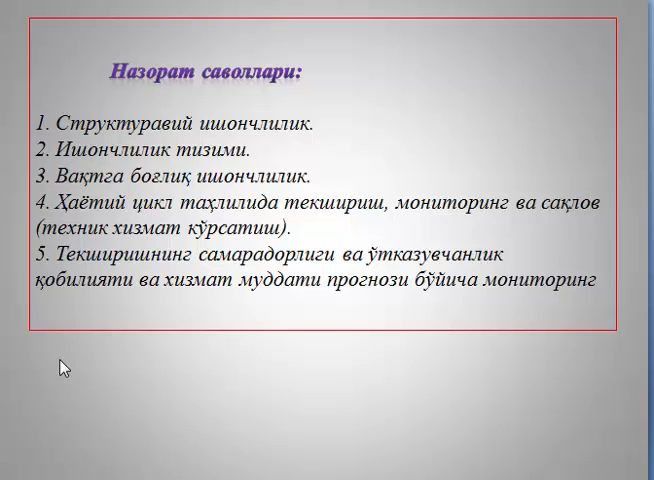 Назорат саволлари:
1. Структуравий ишончлилик.
2. Ишончлилик тизими.
3. Вақтга боғлиқ ишончлилик.
4. Ҳаётий цикл таҳлилида текшириш, мониторинг ва сақлов
(техник хизмат кўрсатиш).
5. Текширишнинг самарадорлиги ва ўтказувчанлик
қобилияти ва хизмат муддати прогнози бўйича мониторинг